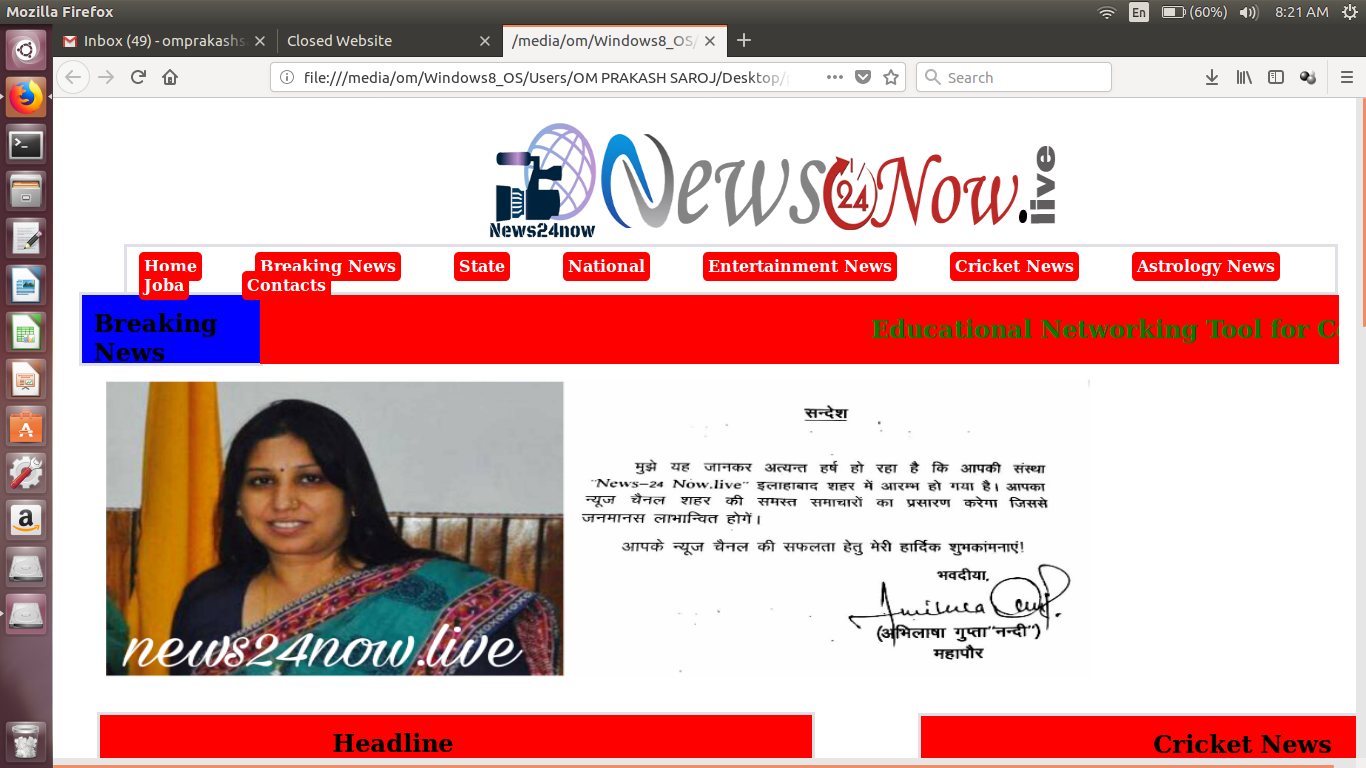 Mozilla Firefox
En
(60%)
8:21 AM
Inbox (49) - omprakashs
Closed Website
/media/om/Windows8_OS/
file:///media/om/Windows8_OS/Users/OM PRAKASH SAROJ/Desktop/
Search
News24now
News 24 Now.live
Home
Breaking News
State
National
Entertainment News
Cricket News
Astrology News
Joba
Contacts
Breaking
News
Educational Networking Tool for C
सन्देश
मुझे यह जानकर अत्यन्त हर्ष हो रहा है कि आपकी संस्था
"News-24 Now.live" इलाहाबाद शहर में आरम्भ हो गया है। आपका
न्यूज चैनल शहर की समस्त समाचारों का प्रसारण करेगा जिससे
जनमानस लाभान्वित होगें।
आपके न्यूज चैनल की सफलता हेतु मेरी हार्दिक शुभकांमनाएं!
भवदीया,
(अभिलाषा गुप्ता"नन्दी")
महापौर
news24now.live
Headline
Cricket News